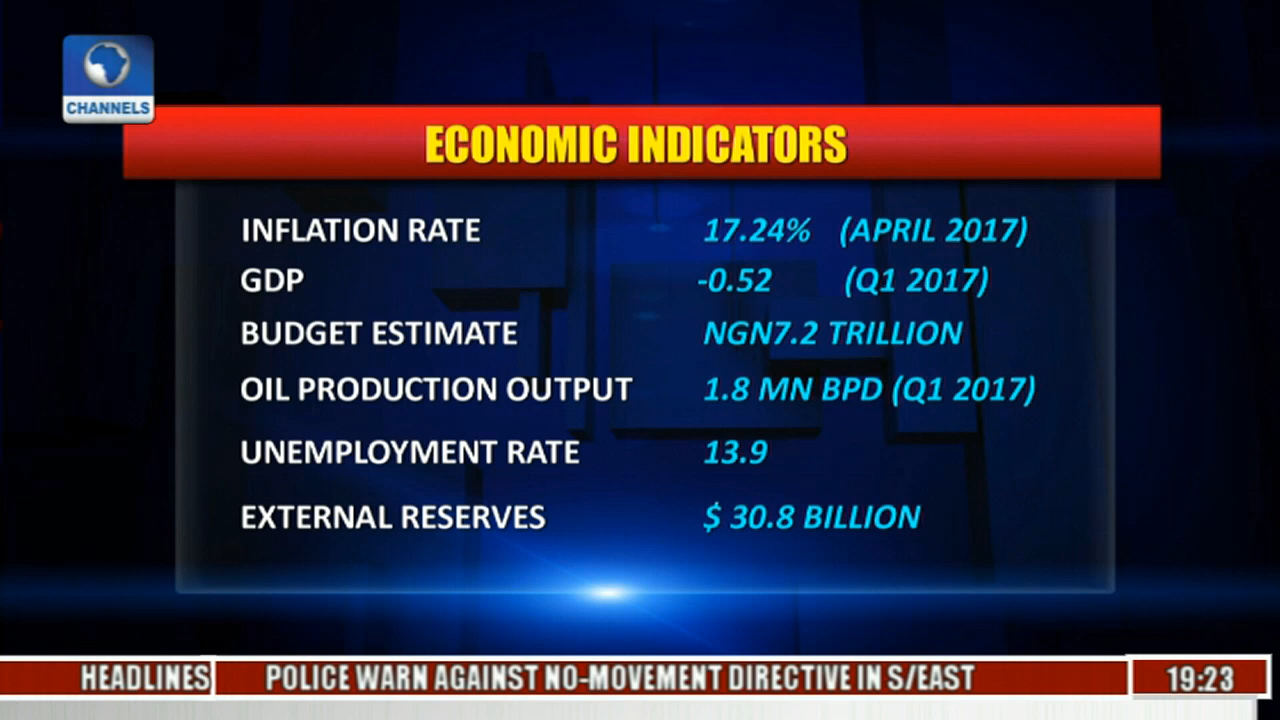 CHANNELS
ECONOMIC INDICATORS
INFLATION RATE 17.24% (APRIL 2017)
GDP -0.52 (Q1 2017)
BUDGET ESTIMATE NGN7.2 TRILLION
OIL PRODUCTION OUTPUT 1.8 MN BPD (Q1 2017)
UNEMPLOYMENT RATE 13.9
EXTERNAL RESERVES $ 30.8 BILLION
HEADLINES POLICE WARN AGAINST NO-MOVEMENT DIRECTIVE IN S/EAST 19:23